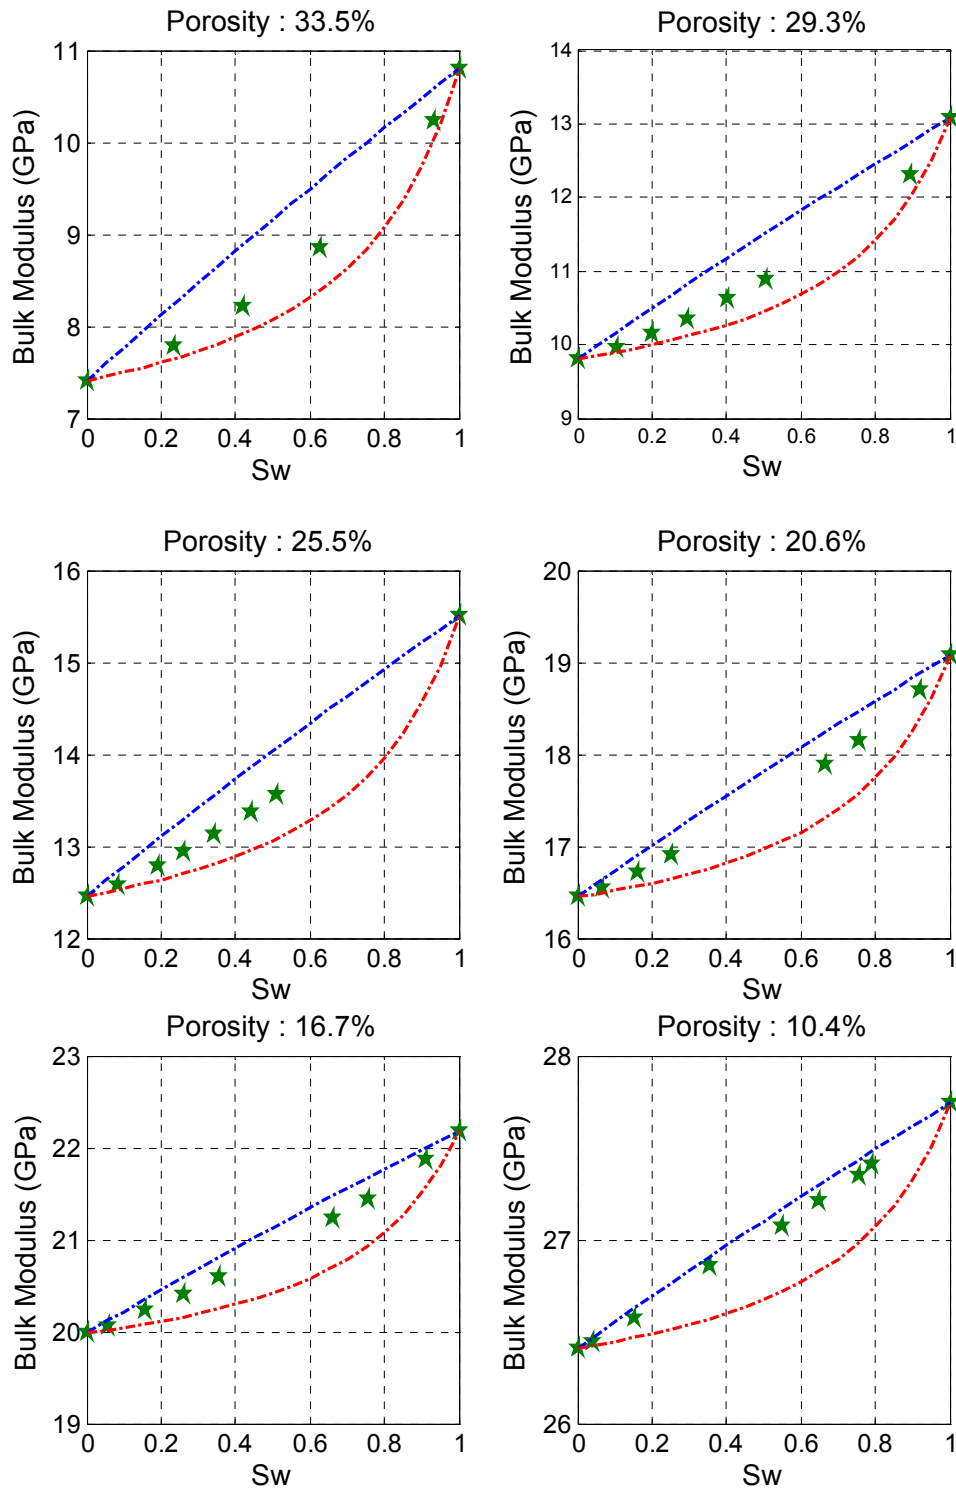 Porosity : 33.5%
Bulk Modulus (GPa)
11
10
9
8
7
0 0.2 0.4 0.6 0.8 1
Sw
Porosity : 29.3%
Bulk Modulus (GPa)
14
13
12
11
10
9
0 0.2 0.4 0.6 0.8 1
Sw
Porosity : 25.5%
Bulk Modulus (GPa)
16
15
14
13
12
0 0.2 0.4 0.6 0.8 1
Sw
Porosity : 20.6%
Bulk Modulus (GPa)
20
19
18
17
16
0 0.2 0.4 0.6 0.8 1
Sw
Porosity : 16.7%
Bulk Modulus (GPa)
23
22
21
20
19
0 0.2 0.4 0.6 0.8 1
Sw
Porosity : 10.4%
Bulk Modulus (GPa)
28
27
26
0 0.2 0.4 0.6 0.8 1
Sw